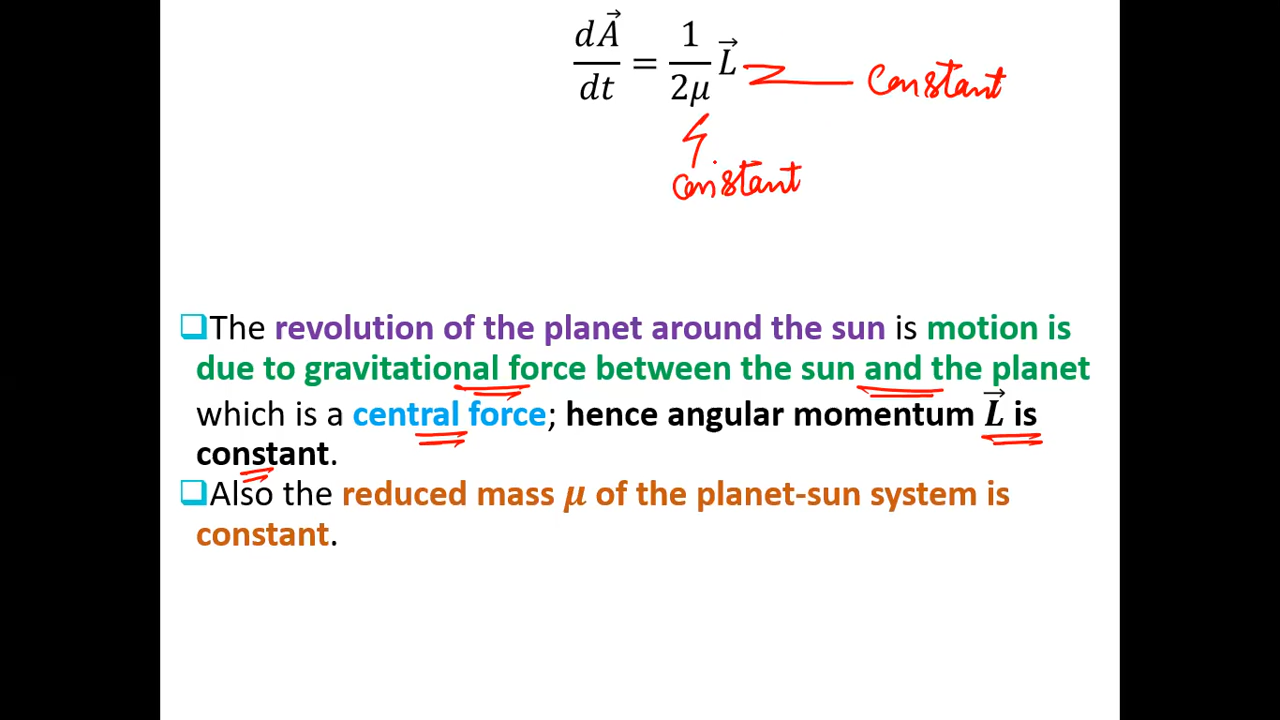 dA⃗/dt = 1/2μ L⃗ constant
constant
❑The revolution of the planet around the sun is motion is
due to gravitational force between the sun and the planet
which is a central force; hence angular momentum L⃗ is
constant.
❑Also the reduced mass μ of the planet-sun system is
constant.